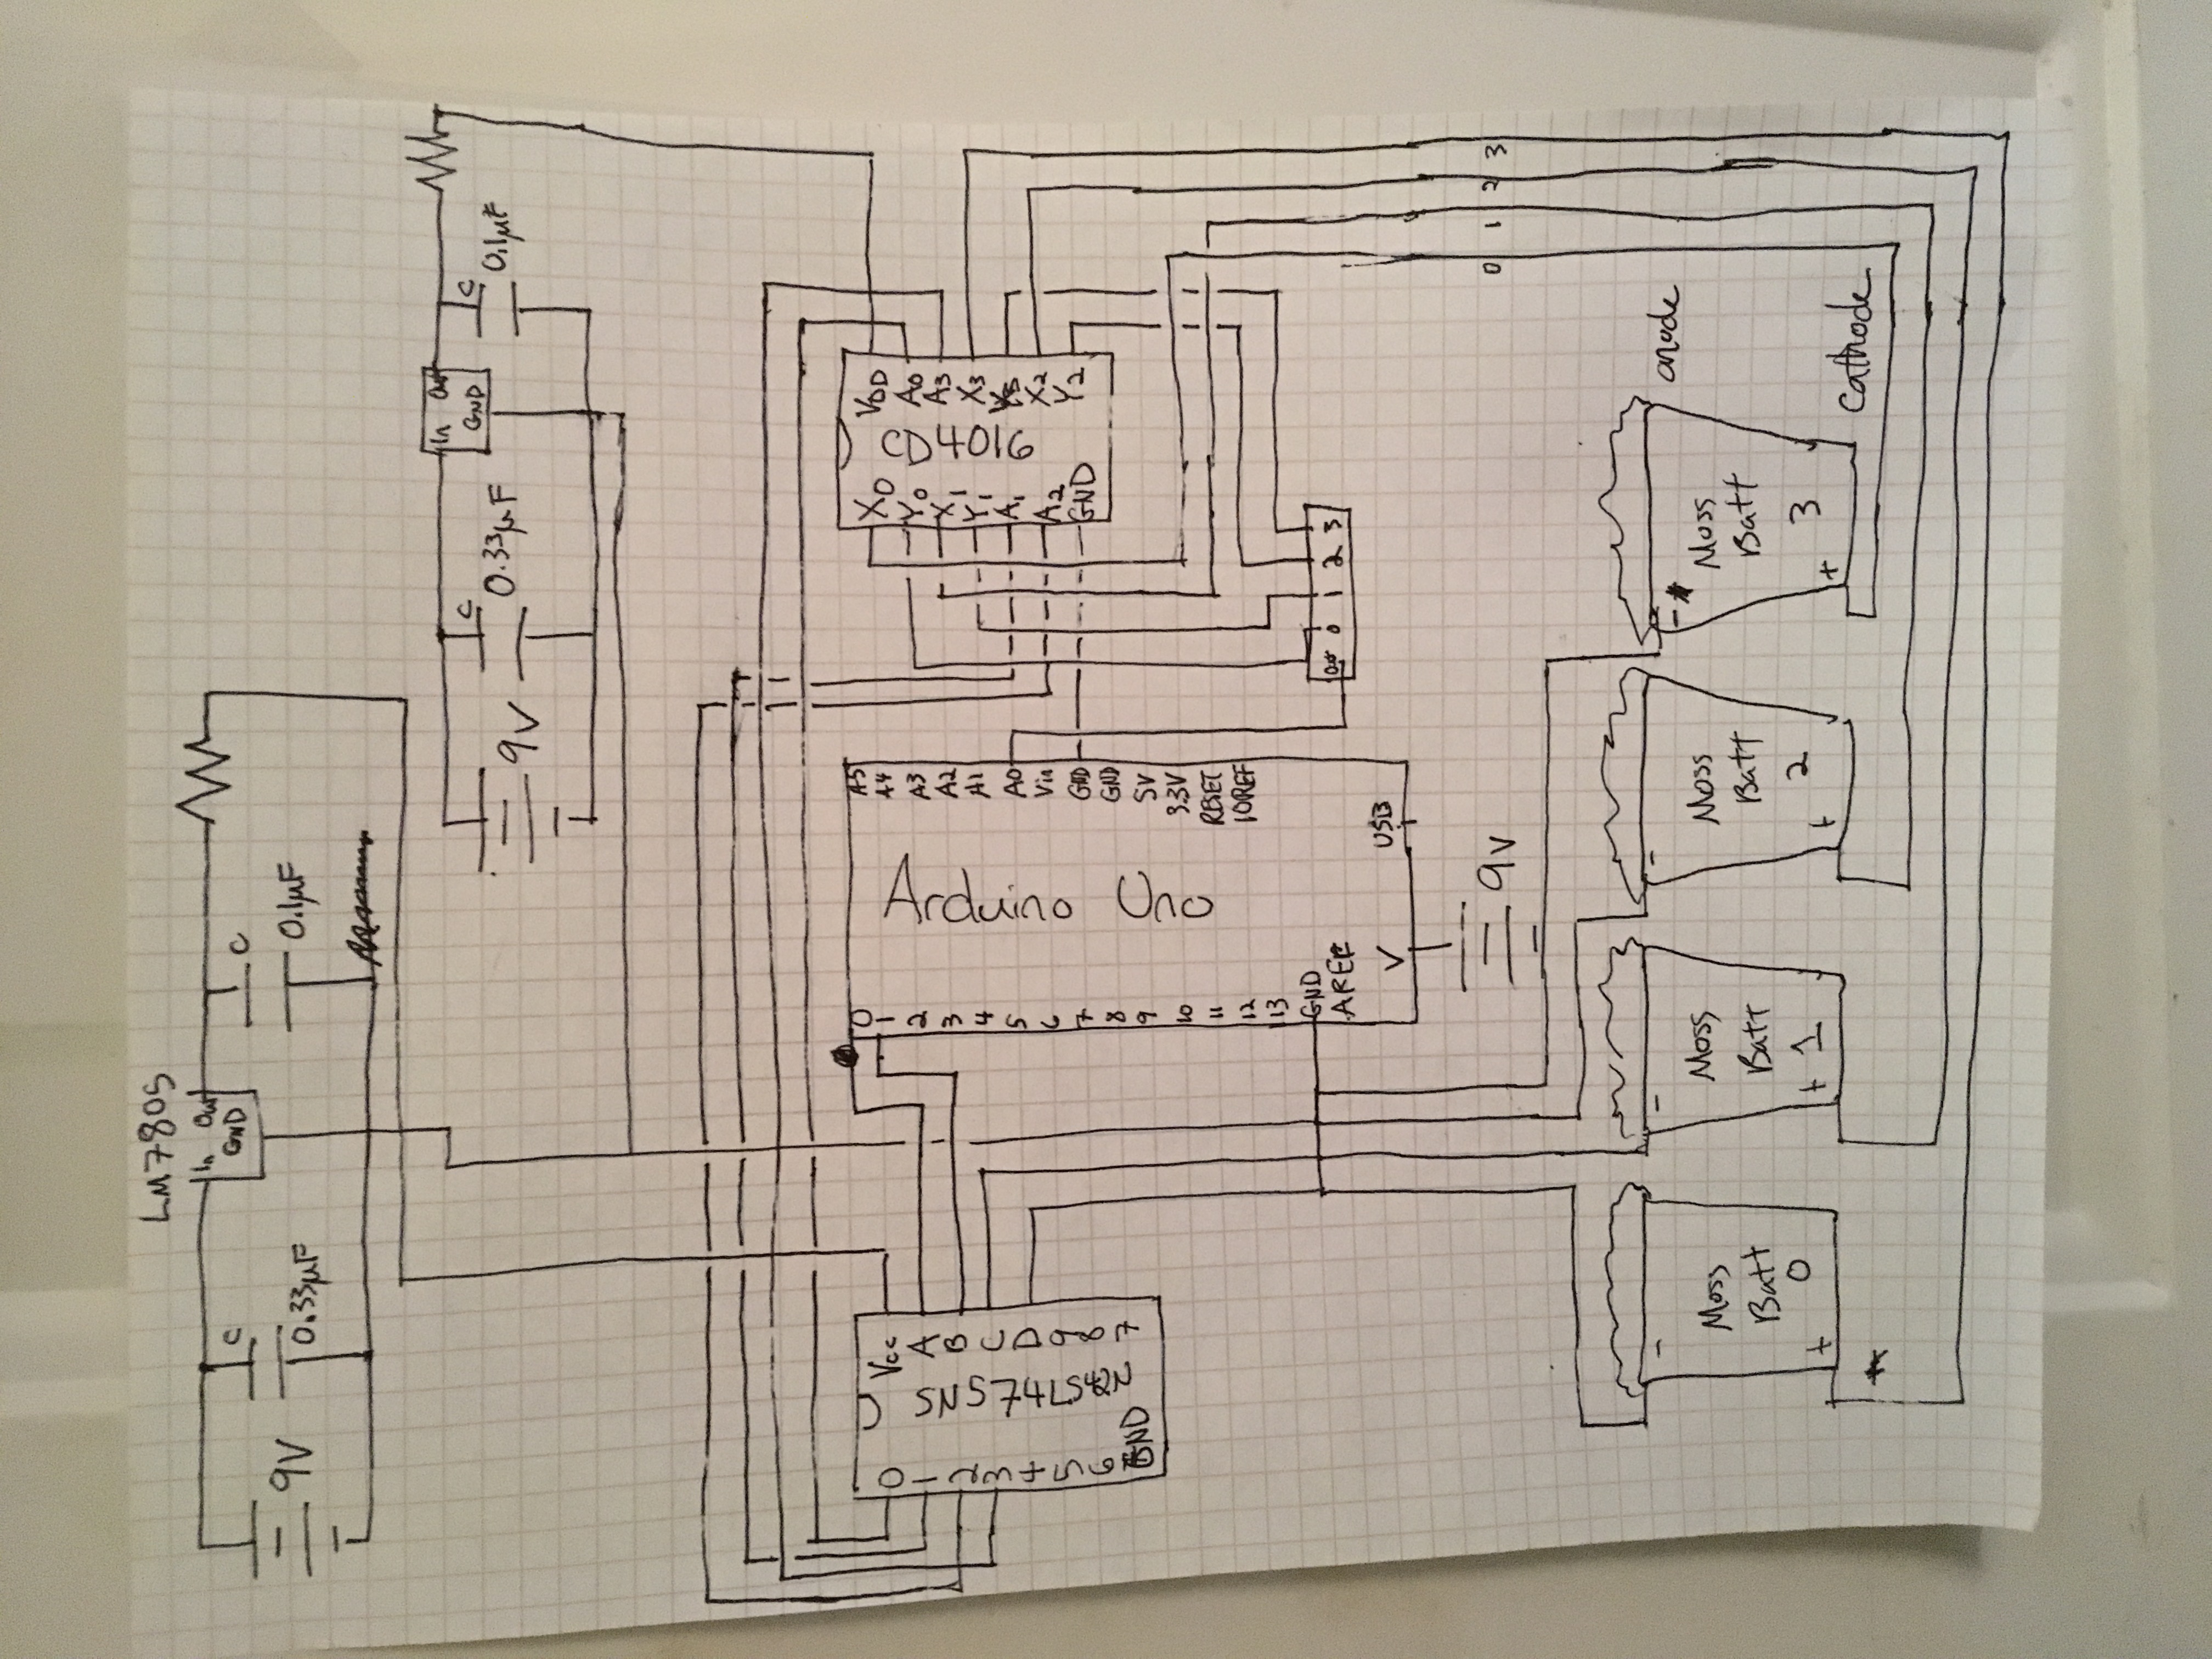 LM7805
In Out
GND
C
9V
0.33μF
C
0.1μF
In Out
GND
C
9V
0.33μF
C
0.1μF
0 Vcc
1 A
2 B
3 C
4 D
5 9
6 8
GND 7
0 A5
1 A4
2 A3
3 A2
4 A1
5 A0
6 Vin
7 GND
8 GND
9 5V
10 3.3V
11 RESET
12 IOREF
13
GND
AREF
V USB
Arduino Uno
X0 VDD
Y0 A0
X1 A3
Y1 X3
A1
A2 X2
GND Y2
CD4016
Out 0 1 2 3
9V
0 1 2 3
- - - -
anode
Moss Batt 0
Moss Batt 1
Moss Batt 2
Moss Batt 3
+ + + +
Cathode